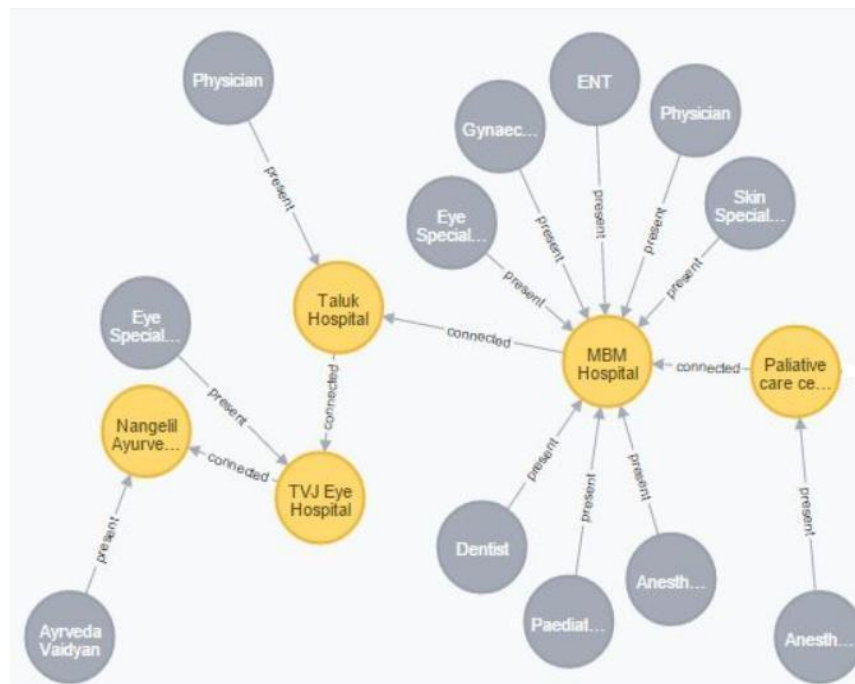 Physician
ENT
Physician
Gynaec...
Skin
Special...
Eye
Special...
present
present
present
present
present
present
Taluk
Hospital
Eye
Special...
connected
MBM
Hospital
connected
Paliative
care ce...
present
connected
Nangelil
Ayurve...
connected
TVJ Eye
Hospital
present
present
present
present
present
Dentist
Anesth...
Paediat...
Ayrveda
Vaidyan
Anesth...